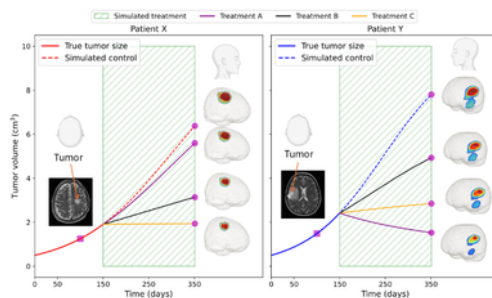 Simulated treatment Treatment A Treatment B Treatment C
Patient X
Patient Y
True tumor size
Simulated control
True tumor size
Simulated control
Tumor
Tumor
Tumor volume (cm³)
10
8
6
4
2
0
0 50 150 250 350
0 50 150 250 350
Time (days)
Time (days)